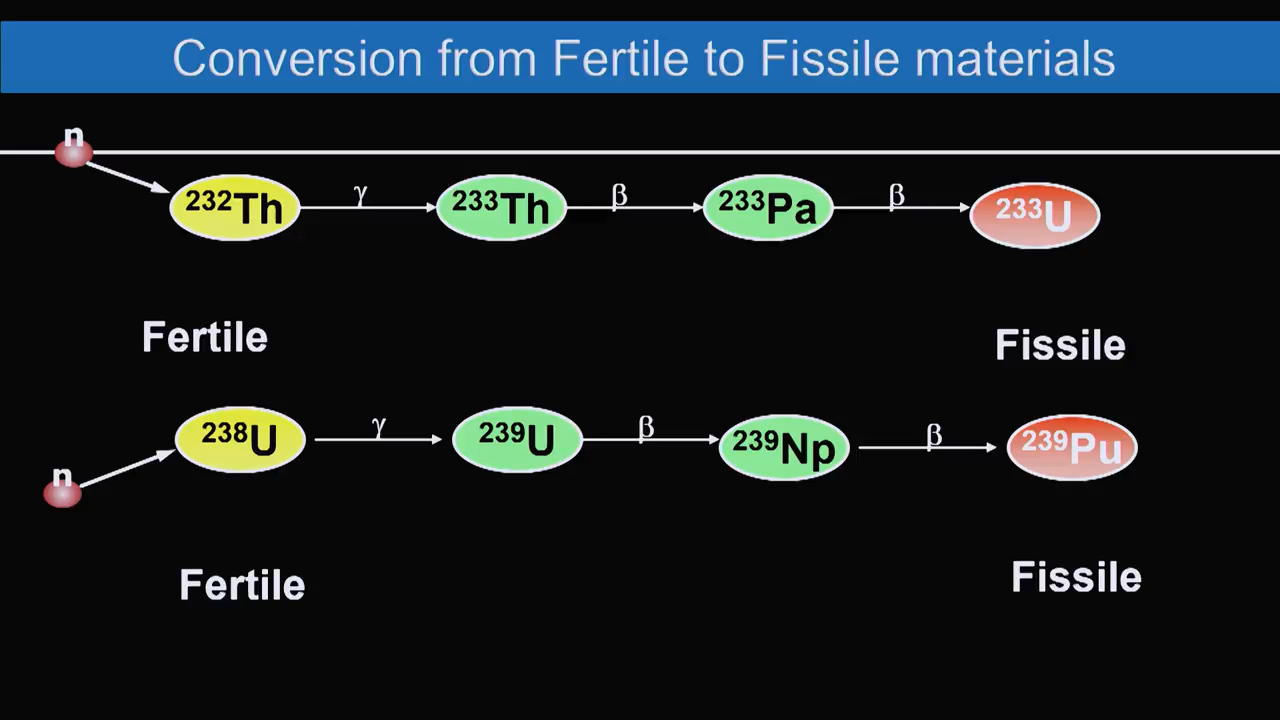 Conversion from Fertile to Fissile materials
n
²³²Th γ ²³³Th β ²³³Pa β ²³³U
Fertile Fissile
²³⁸U γ ²³⁹U β ²³⁹Np β ²³⁹Pu
n
Fertile Fissile